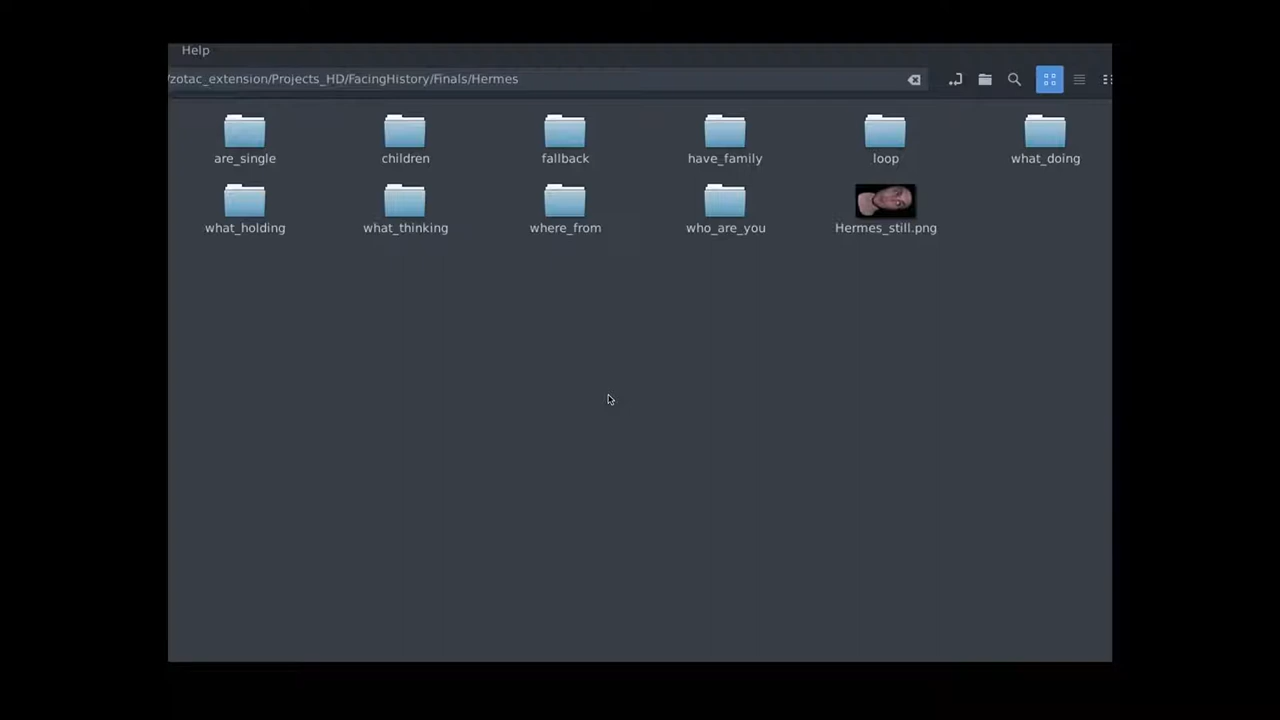 Help
/zotac_extension/Projects_HD/FacingHistory/Finals/Hermes
are_single children fallback have_family loop what_doing
what_holding what_thinking where_from who_are_you Hermes_still.png